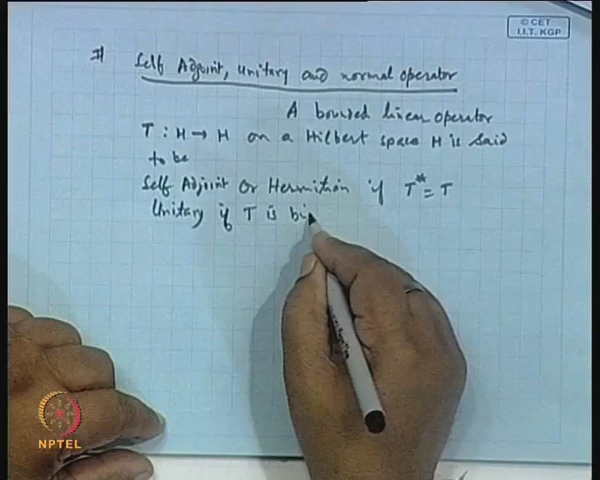 © CET
I.I.T. KGP
# Self Adjoint, Unitary and normal operator
A bounded linear operator
T : H → H on a Hilbert space H is said
to be
Self Adjoint or Hermition if T* = T
Unitary if T is bi
NPTEL